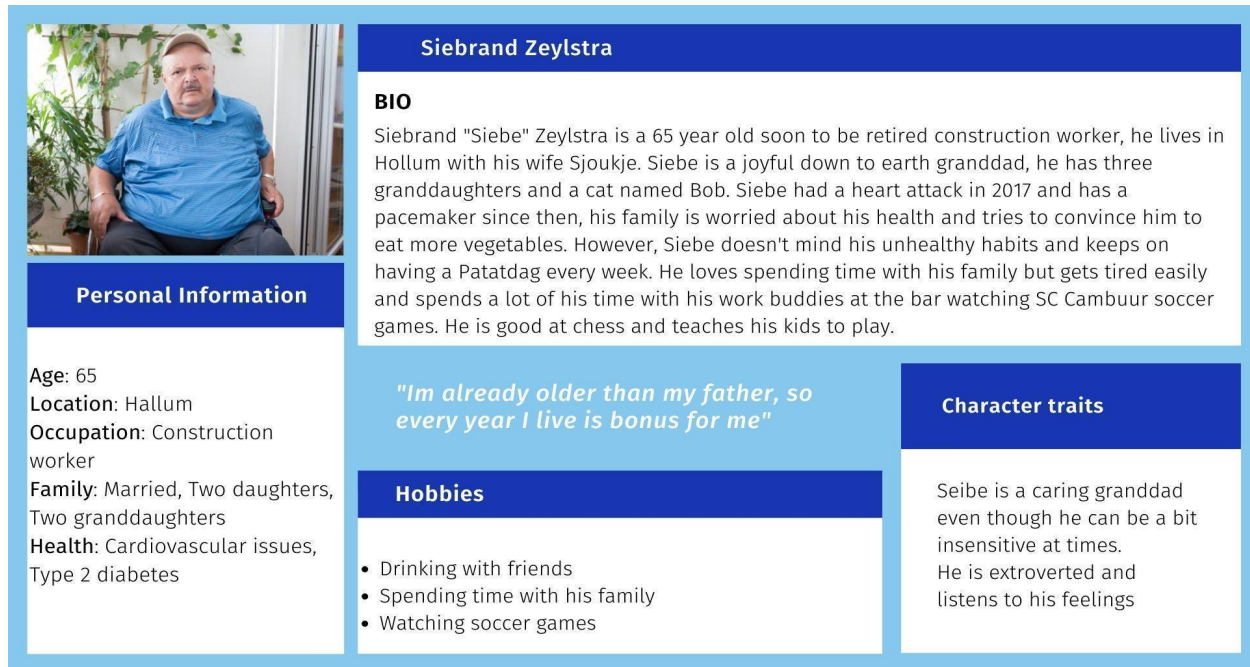 Siebrand Zeylstra
BIO
Siebrand "Siebe" Zeylstra is a 65 year old soon to be retired construction worker, he lives in
Hollum with his wife Sjoukje. Siebe is a joyful down to earth granddad, he has three
granddaughters and a cat named Bob. Siebe had a heart attack in 2017 and has a
pacemaker since then, his family is worried about his health and tries to convince him to
eat more vegetables. However, Siebe doesn't mind his unhealthy habits and keeps on
having a Patatdag every week. He loves spending time with his family but gets tired easily
and spends a lot of his time with his work buddies at the bar watching SC Cambuur soccer
games. He is good at chess and teaches his kids to play.
Personal Information
Age: 65
Location: Hallum
Occupation: Construction
worker
Family: Married, Two daughters,
Two granddaughters
Health: Cardiovascular issues,
Type 2 diabetes
"Im already older than my father, so
every year I live is bonus for me"
Hobbies
• Drinking with friends
• Spending time with his family
• Watching soccer games
Character traits
Seibe is a caring granddad
even though he can be a bit
insensitive at times.
He is extroverted and
listens to his feelings